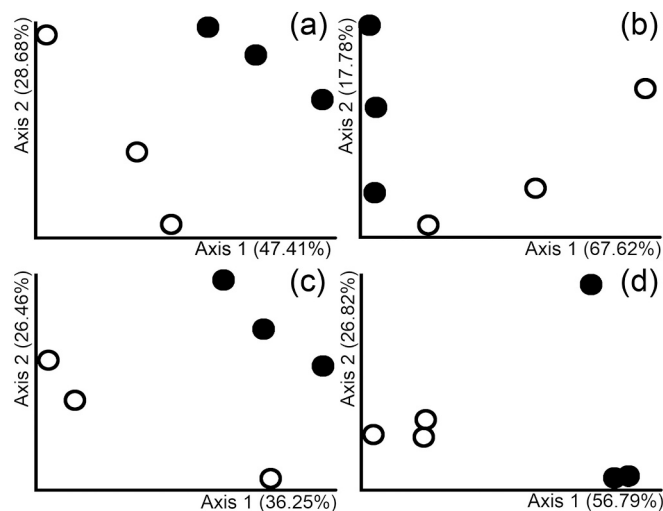 (a)
Axis 2 (28.68%)
Axis 1 (47.41%)
(b)
Axis 2 (17.78%)
Axis 1 (67.62%)
(c)
Axis 2 (26.46%)
Axis 1 (36.25%)
(d)
Axis 2 (26.82%)
Axis 1 (56.79%)